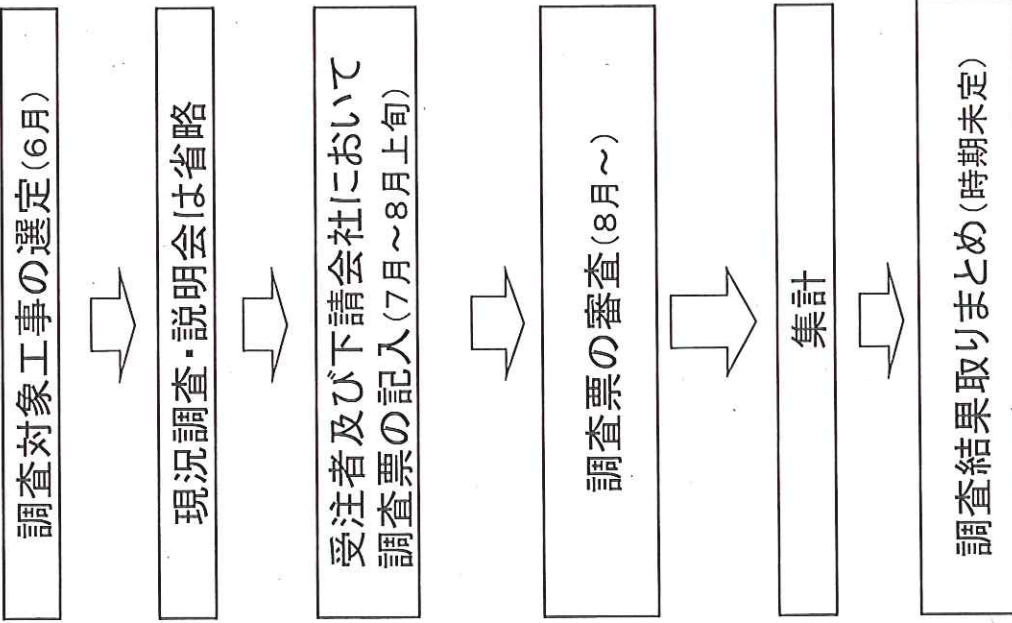 調査対象工事の選定(6月)
現況調査・説明会は省略
受注者及び下請会社において
調査票の記入(7月～8月上旬)
調査票の審査(8月～)
集計
調査結果取りまとめ(時期未定)